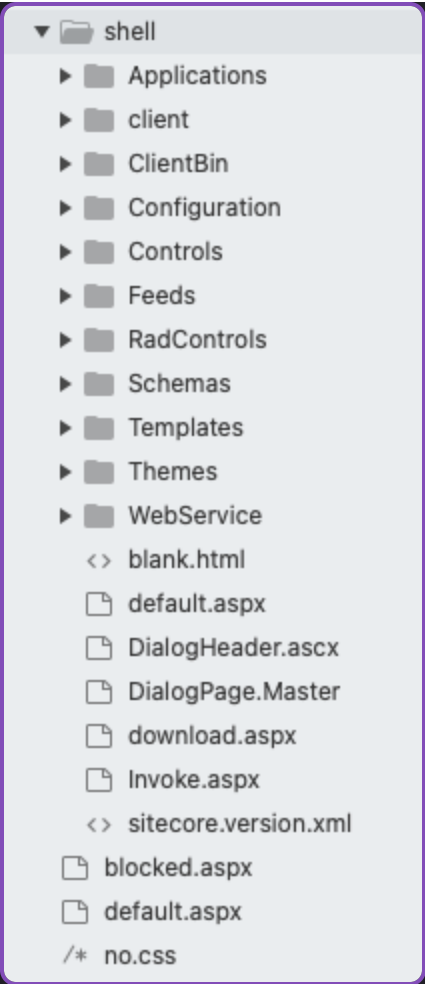 shell
Applications
client
ClientBin
Configuration
Controls
Feeds
RadControls
Schemas
Templates
Themes
WebService
<> blank.html
default.aspx
DialogHeader.ascx
DialogPage.Master
download.aspx
Invoke.aspx
<> sitecore.version.xml
blocked.aspx
default.aspx
/* no.css